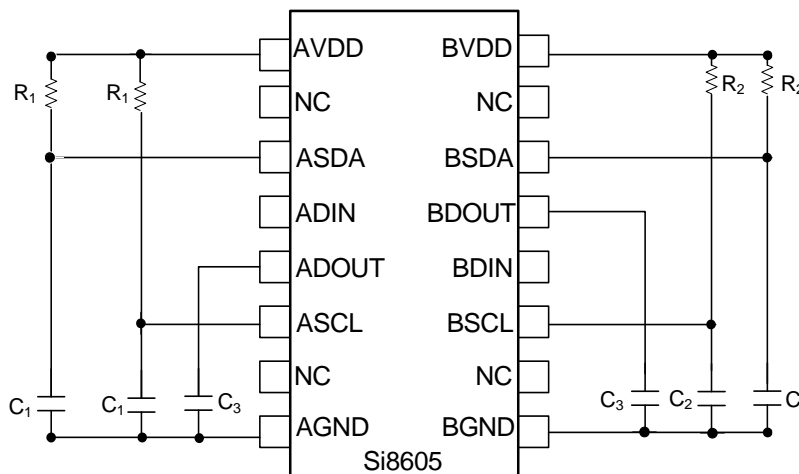 AVDD BVDD
R1 R1 R2 R2
NC NC
ASDA BSDA
ADIN BDOUT
ADOUT BDIN
ASCL BSCL
NC NC
C1 C1 C3 C3 C2 C
AGND BGND
Si8605